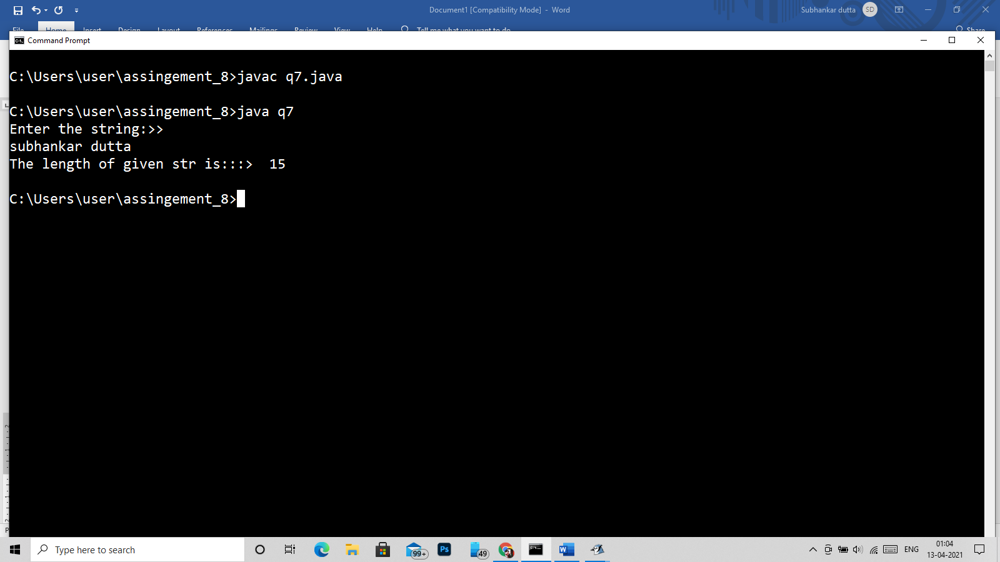 Document1 [Compatibility Mode] - Word
Subhankar dutta
SD
File Home Insert Design Layout References Mailings Review View Help Tell me what you want to do Share
Command Prompt
C:\Users\user\assingement_8>javac q7.java
C:\Users\user\assingement_8>java q7
Enter the string:>>
subhankar dutta
The length of given str is:::>  15
C:\Users\user\assingement_8>
Type here to search
99+
Ps
49
ENG
01:04
13-04-2021